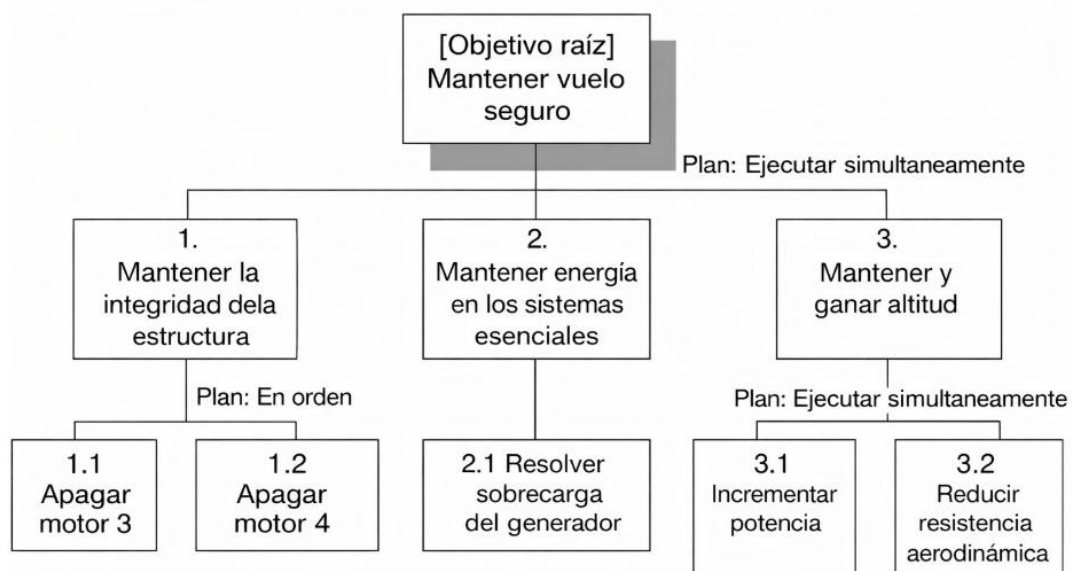 [Objetivo raíz]
Mantener vuelo
seguro
Plan: Ejecutar simultaneamente
1.
Mantener la
integridad dela
estructura
2.
Mantener energía
en los sistemas
esenciales
3.
Mantener y
ganar altitud
Plan: En orden
Plan: Ejecutar simultaneamente
1.1
Apagar
motor 3
1.2
Apagar
motor 4
2.1 Resolver
sobrecarga
del generador
3.1
Incrementar
potencia
3.2
Reducir
resistencia
aerodinámica